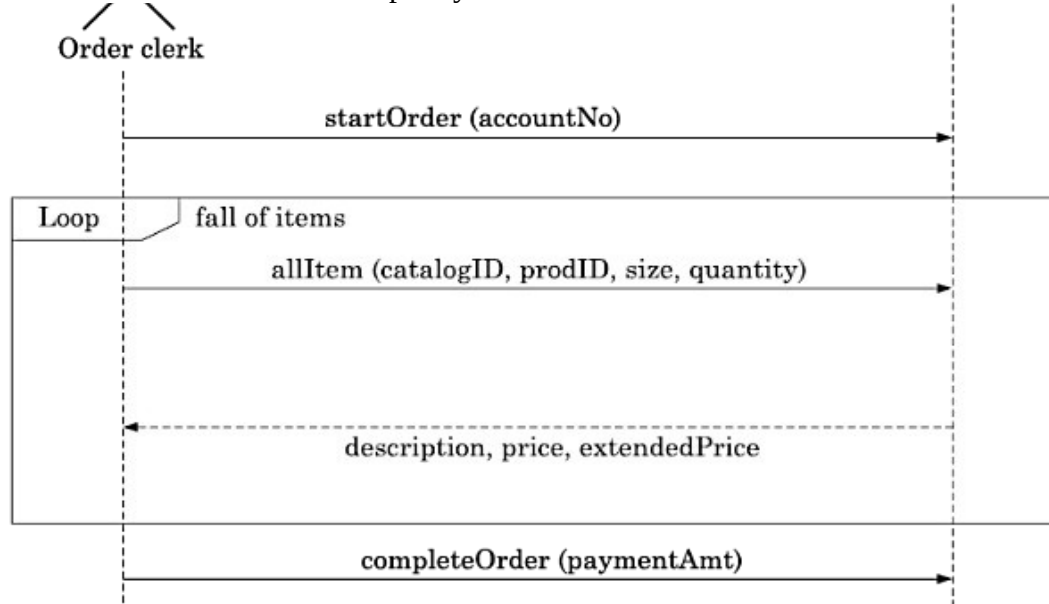 Order clerk
startOrder (accountNo)
Loop
fall of items
allItem (catalogID, prodID, size, quantity)
description, price, extendedPrice
completeOrder (paymentAmt)